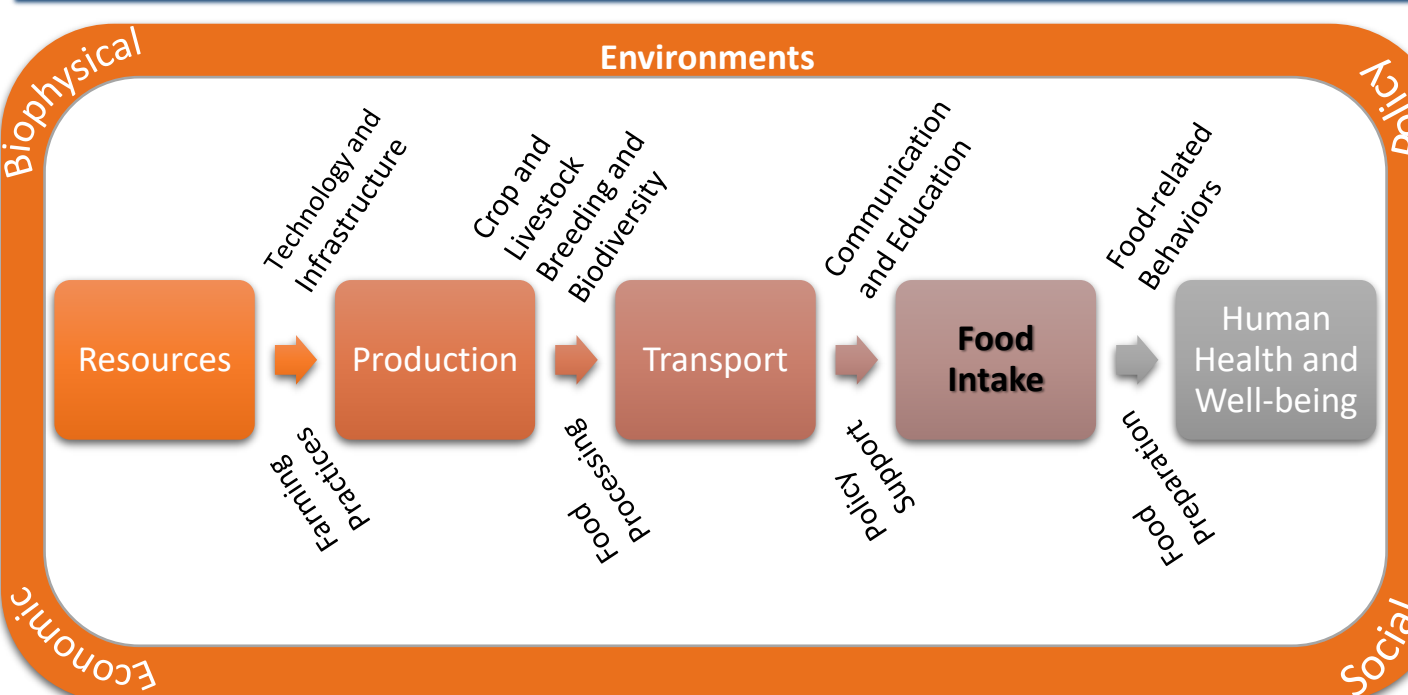 Environments
Biophysical
Policy
Technology and
Infrastructure
Crop and
Livestock
Breeding and
Biodiversity
Communication
and Education
Food-related
Behaviors
Resources
Production
Transport
Food
Intake
Human
Health and
Well-being
Farming
Practices
Food
Processing
Policy
Support
Food
Preparation
Economic
Social